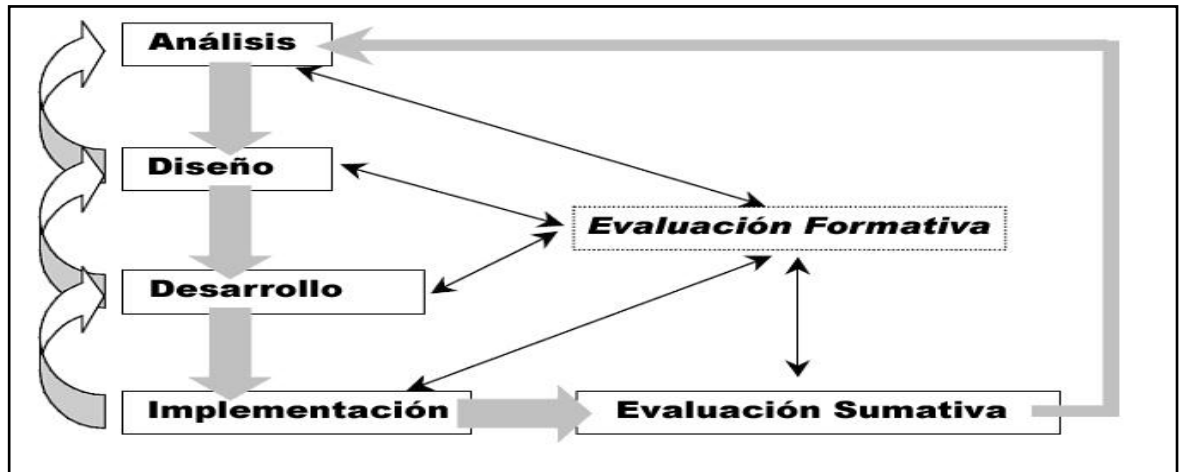 Análisis
Diseño
Evaluación Formativa
Desarrollo
Implementación
Evaluación Sumativa